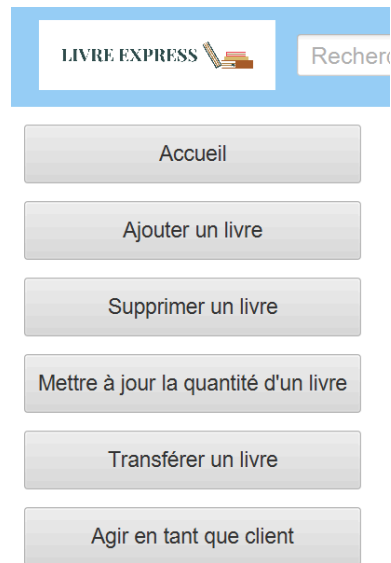 LIVRE EXPRESS
Accueil
Ajouter un livre
Supprimer un livre
Mettre à jour la quantité d'un livre
Transférer un livre
Agir en tant que client